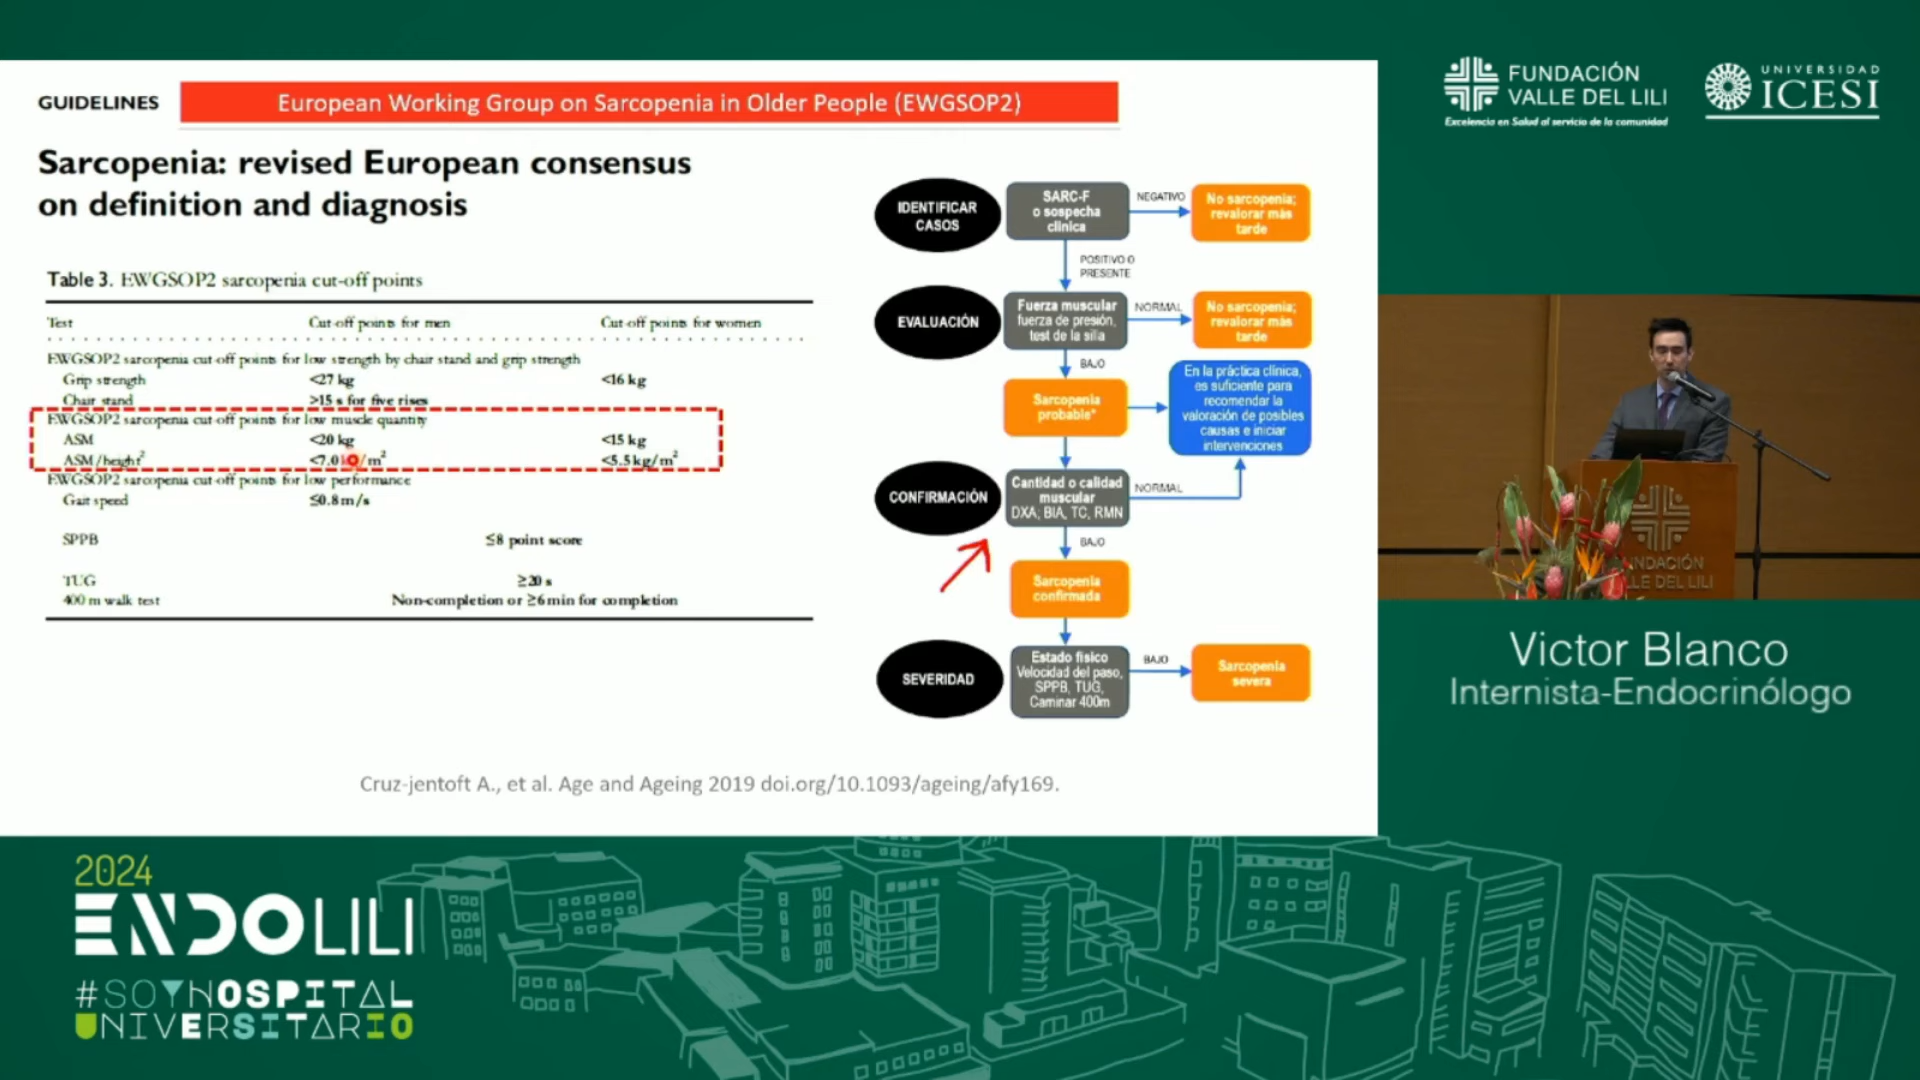 GUIDELINES
European Working Group on Sarcopenia in Older People (EWGSOP2)
Sarcopenia: revised European consensus
on definition and diagnosis
Table 3. EWGSOP2 sarcopenia cut-off points
Test Cut-off points for men Cut-off points for women
EWGSOP2 sarcopenia cut-off points for low strength by chair stand and grip strength
Grip strength <27 kg <16 kg
Chair stand >15 s for five rises
EWGSOP2 sarcopenia cut-off points for low muscle quantity
ASM <20 kg <15 kg
ASM/height² <7.0 /m² <5.5 kg/m²
EWGSOP2 sarcopenia cut-off points for low performance
Gait speed ≤0.8 m/s
SPPB ≤8 point score
TUG ≥20 s
400 m walk test Non-completion or ≥6 min for completion
IDENTIFICAR
CASOS
SARC-F
o sospecha
clínica
NEGATIVO
No sarcopenia;
revalorar más
tarde
POSITIVO O
PRESENTE
EVALUACIÓN
Fuerza muscular
fuerza de presión,
test de la silla
NORMAL
No sarcopenia;
revalorar más
tarde
BAJO
Sarcopenia
probable*
En la práctica clínica,
es suficiente para
recomendar la
valoración de posibles
causas e iniciar
intervenciones
CONFIRMACIÓN
Cantidad o calidad
muscular
DXA; BIA, TC, RMN
NORMAL
BAJO
Sarcopenia
confirmada
SEVERIDAD
Estado físico
Velocidad del paso,
SPPB, TUG,
Caminar 400m
BAJO
Sarcopenia
severa
Cruz-jentoft A., et al. Age and Ageing 2019 doi.org/10.1093/ageing/afy169.
FUNDACIÓN
VALLE DEL LILI
Excelencia en Salud al servicio de la comunidad
UNIVERSIDAD
ICESI
NDACIÓN
LE DEL LILI
Victor Blanco
Internista-Endocrinólogo
2024
ENDOLILI
#SOYHOSPITAL
UNIVERSITARIO